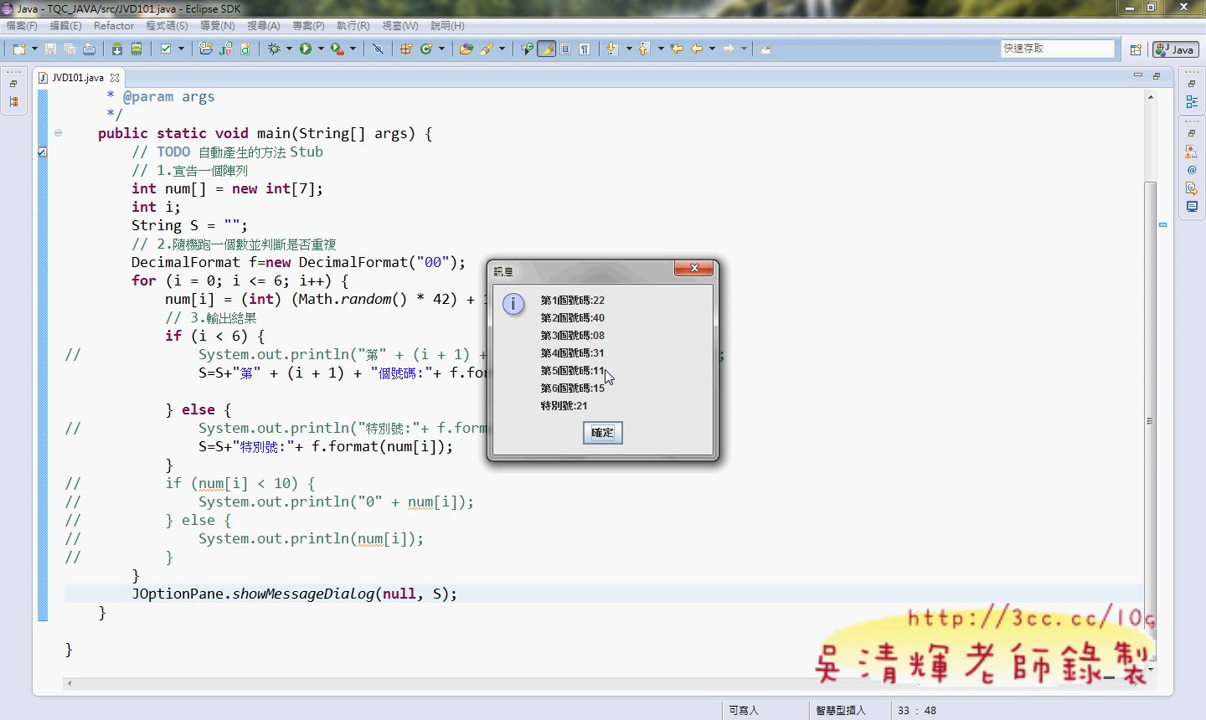 Java - TQC_JAVA/src/JVD101.java - Eclipse SDK
檔案(F) 編輯(E) Refactor 程式碼(S) 導覽(N) 搜尋(A) 專案(P) 執行(R) 視窗(W) 說明(H)
快速存取
Java
JVD101.java
* @param args
*/
public static void main(String[] args) {
// TODO 自動產生的方法 Stub
// 1.宣告一個陣列
int num[] = new int[7];
int i;
String S = "";
// 2.隨機跑一個數並判斷是否重複
DecimalFormat f=new DecimalFormat("00");
for (i = 0; i <= 6; i++) {
num[i] = (int) (Math.random() * 42) + 1
// 3.輸出結果
if (i < 6) {
// System.out.println("第" + (i + 1) + ;
S=S+"第" + (i + 1) + "個號碼:"+ f.for
} else {
// System.out.println("特別號:"+ f.form
S=S+"特別號:"+ f.format(num[i]);
}
// if (num[i] < 10) {
// System.out.println("0" + num[i]);
// } else {
// System.out.println(num[i]);
// }
}
JOptionPane.showMessageDialog(null, S);
}
}
訊息
第1個號碼:22
第2個號碼:40
第3個號碼:08
第4個號碼:31
第5個號碼:11
第6個號碼:15
特別號:21
確定
http://3cc.cc/10
吳清輝老師錄製
可寫入 智慧型插入 33 : 48